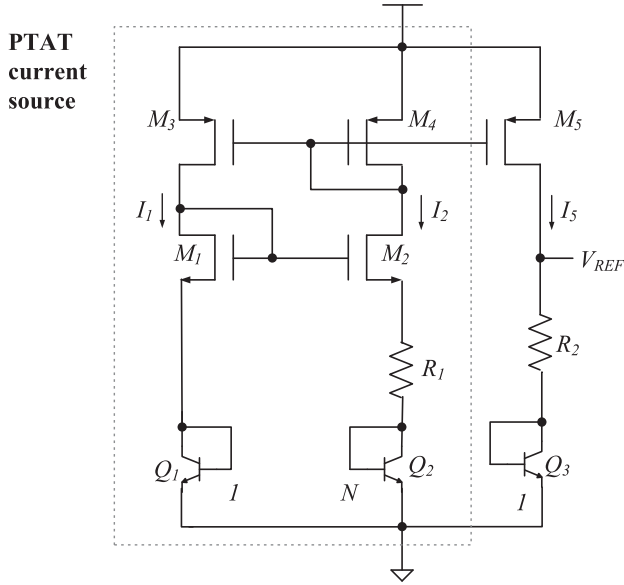 PTAT
current
source
M3
M4
M5
I1
I2
I5
M1
M2
VREF
R1
R2
Q1
1
N
Q2
Q3
1